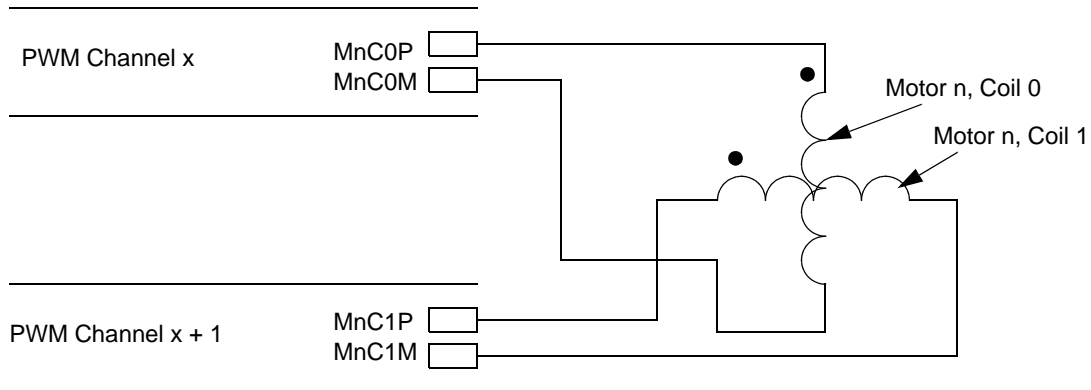 PWM Channel x
MnC0P
MnC0M
Motor n, Coil 0
Motor n, Coil 1
PWM Channel x + 1
MnC1P
MnC1M